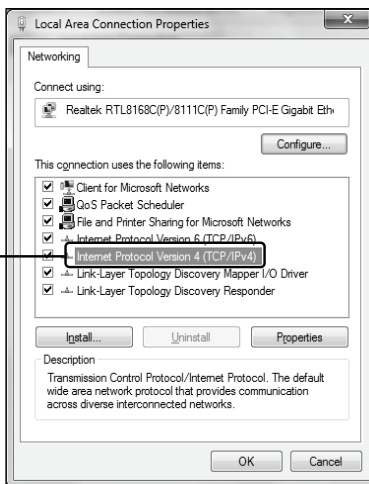 Local Area Connection Properties
Networking
Connect using:
Realtek RTL8168C(P)/8111C(P) Family PCI-E Gigabit Eth
Configure...
This connection uses the following items:
Client for Microsoft Networks
QoS Packet Scheduler
File and Printer Sharing for Microsoft Networks
Internet Protocol Version 6 (TCP/IPv6)
Internet Protocol Version 4 (TCP/IPv4)
Link-Layer Topology Discovery Mapper I/O Driver
Link-Layer Topology Discovery Responder
Install... Uninstall Properties
Description
Transmission Control Protocol/Internet Protocol. The default
wide area network protocol that provides communication
across diverse interconnected networks.
OK Cancel